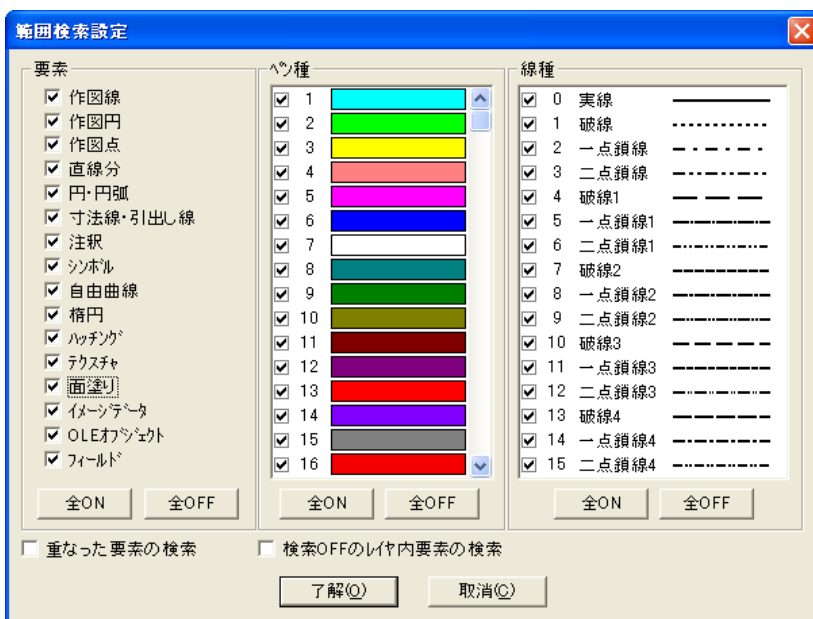 範囲検索設定
要素
作図線
作図円
作図点
直線分
円・円弧
寸法線・引出し線
注釈
ｼﾝﾎﾞﾙ
自由曲線
楕円
ﾊｯﾁﾝｸﾞ
ﾃｸｽﾁｬ
面塗り
ｲﾒｰｼﾞﾃﾞｰﾀ
OLEｵﾌﾞｼﾞｪｸﾄ
ﾌｨｰﾙﾄﾞ
全ON 全OFF
ﾍﾟﾝ種
1
2
3
4
5
6
7
8
9
10
11
12
13
14
15
16
全ON 全OFF
線種
0 実線
1 破線
2 一点鎖線
3 二点鎖線
4 破線1
5 一点鎖線1
6 二点鎖線1
7 破線2
8 一点鎖線2
9 二点鎖線2
10 破線3
11 一点鎖線3
12 二点鎖線3
13 破線4
14 一点鎖線4
15 二点鎖線4
全ON 全OFF
重なった要素の検索
検索OFFのﾚｲﾔ内要素の検索
了解(O) 取消(C)